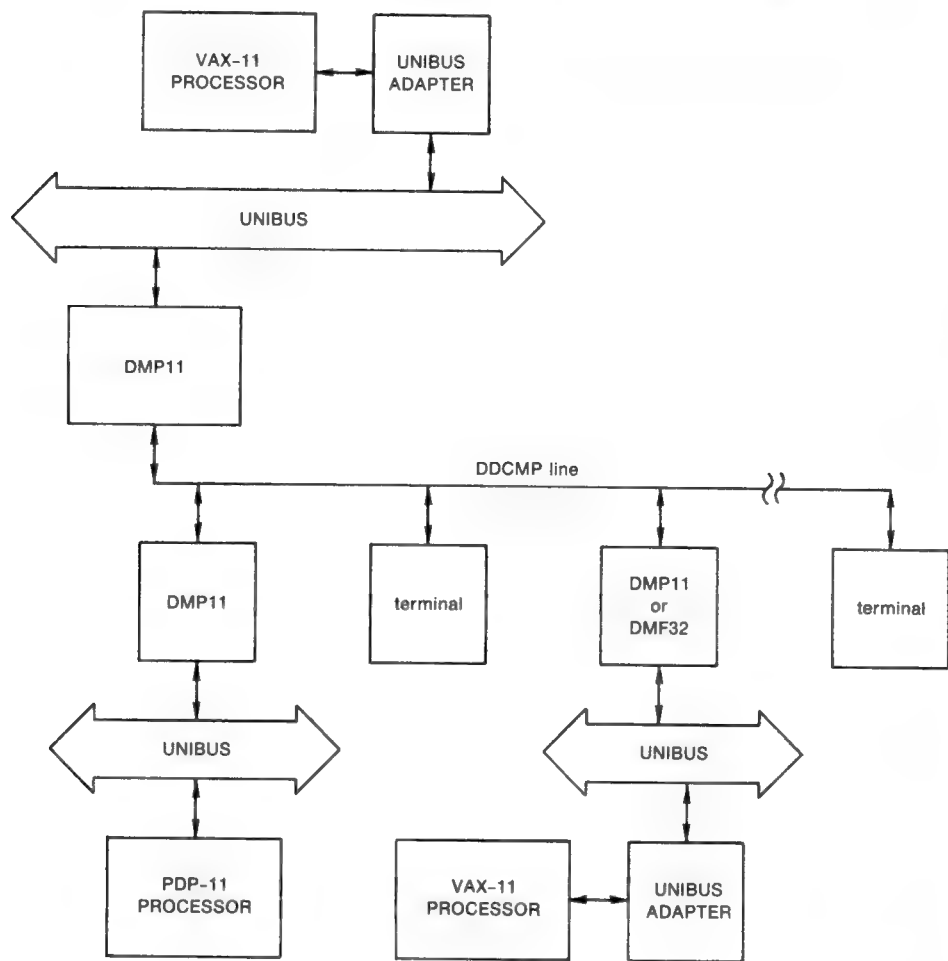 VAX-11
PROCESSOR
UNIBUS
ADAPTER
UNIBUS
DMP11
DDCMP line
DMP11
terminal
DMP11
or
DMF32
terminal
UNIBUS
UNIBUS
PDP-11
PROCESSOR
VAX-11
PROCESSOR
UNIBUS
ADAPTER